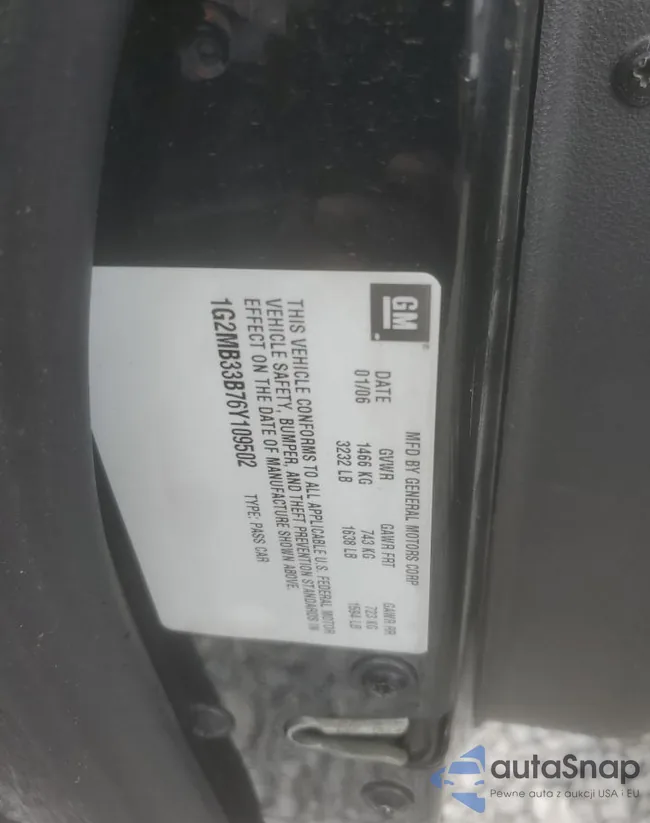 GM
MFD BY GENERAL MOTORS CORP
DATE GVWR GAWR FRT GAWR RR
01/06 1466 KG 743 KG 723 KG
3232 LB 1638 LB 1594 LB
THIS VEHICLE CONFORMS TO ALL APPLICABLE U.S. FEDERAL MOTOR
VEHICLE SAFETY, BUMPER, AND THEFT PREVENTION STANDARDS IN
EFFECT ON THE DATE OF MANUFACTURE SHOWN ABOVE.
1G2MB33B76Y109502 TYPE: PASS CAR
autaSnap
Pewne auta z aukcji USA i EU